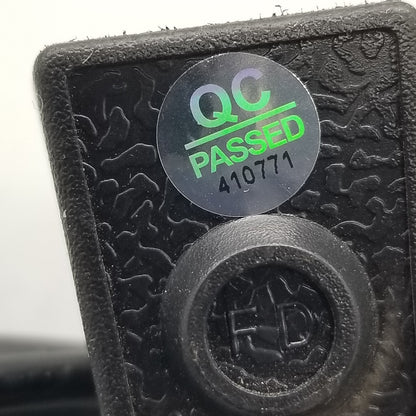 QC
PASSED
410771
FD